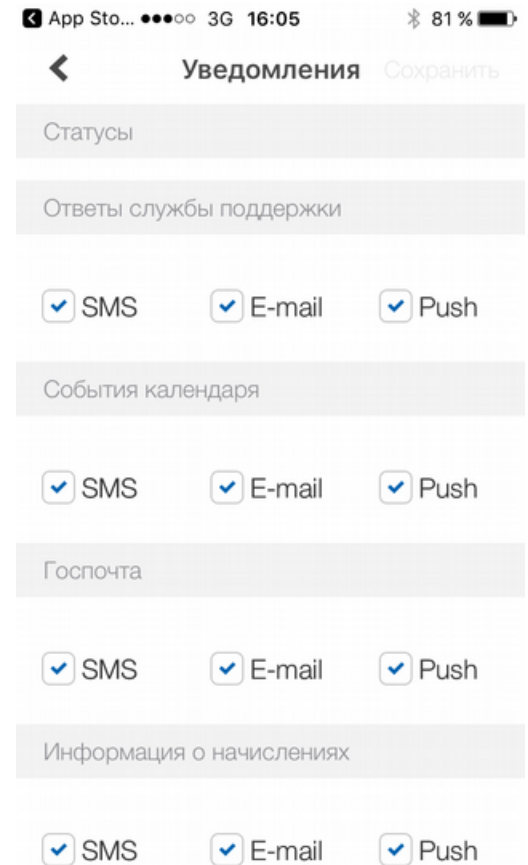 App Sto... 3G 16:05 81 %
Уведомления Сохранить
Статусы
Ответы службы поддержки
SMS E-mail Push
События календаря
SMS E-mail Push
Госпочта
SMS E-mail Push
Информация о начислениях
SMS E-mail Push